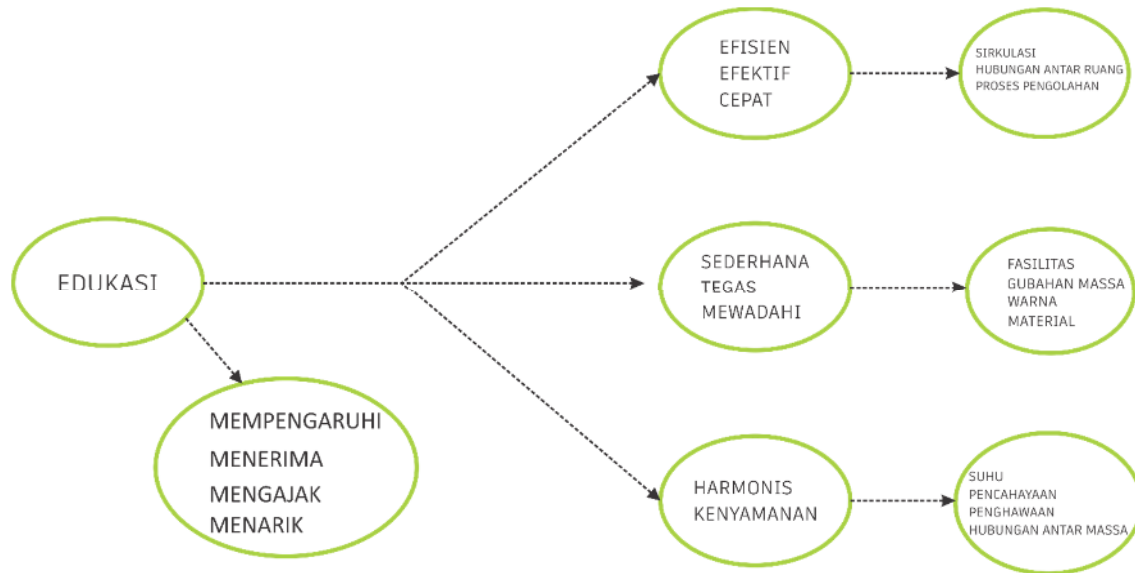 EFISIEN
EFEKTIF
CEPAT
SIRKULASI
HUBUNGAN ANTAR RUANG
PROSES PENGOLAHAN
EDUKASI
SEDERHANA
TEGAS
MEWADAHI
FASILITAS
GUBAHAN MASSA
WARNA
MATERIAL
MEMPENGARUHI
MENERIMA
MENGAJAK
MENARIK
HARMONIS
KENYAMANAN
SUHU
PENCAHAYAAN
PENGHAWAAN
HUBUNGAN ANTAR MASSA